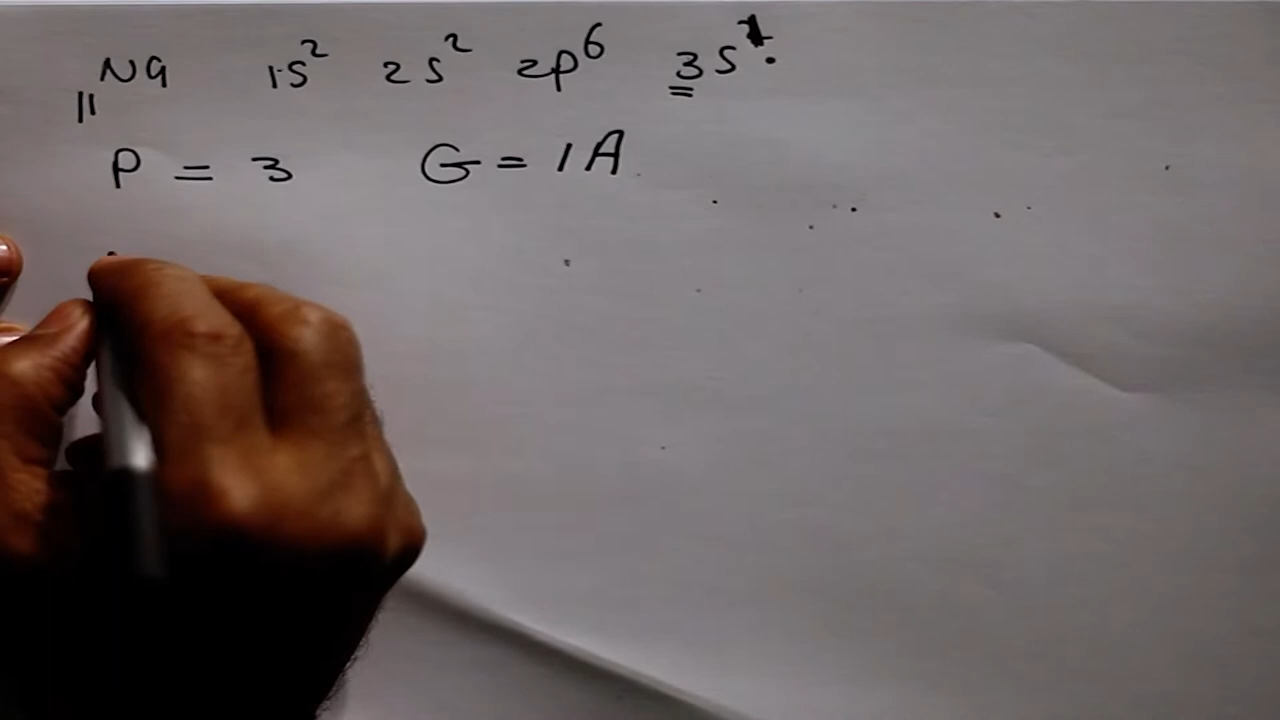 ₁₁Na 1s² 2s² 2p⁶ 3s¹.
P = 3 G = 1A